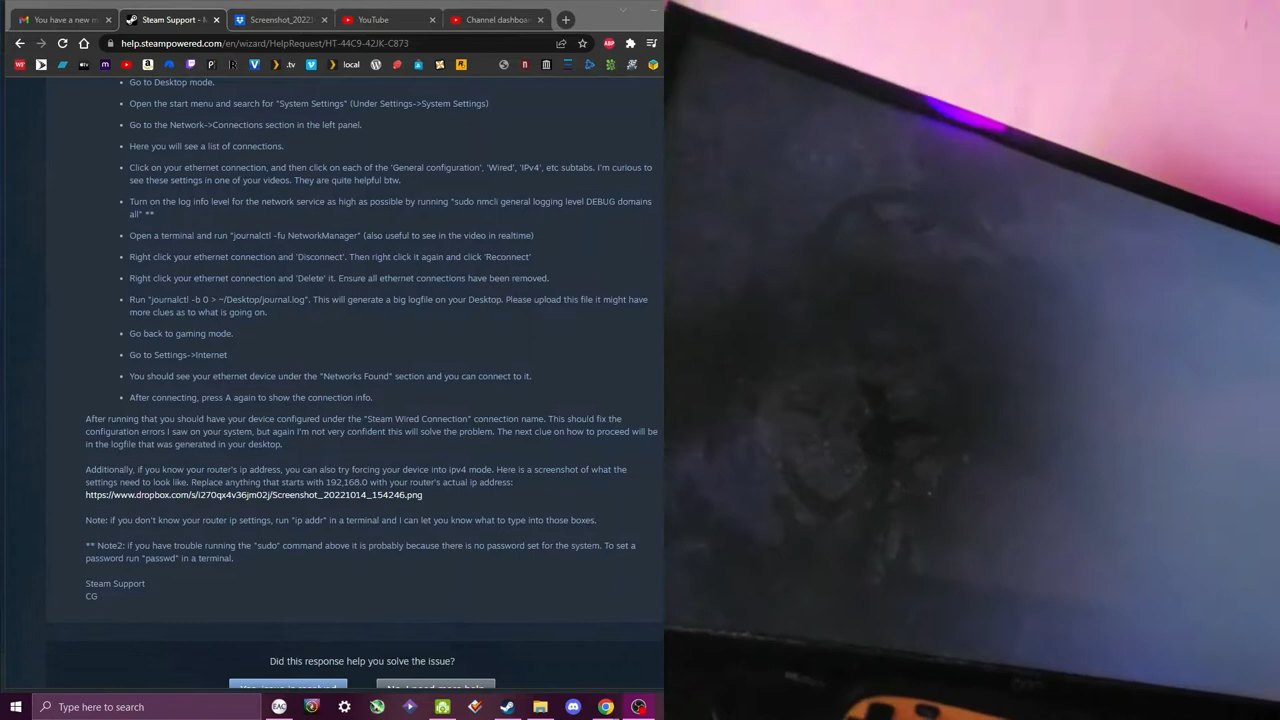 You have a new m
Steam Support - M
Screenshot_2022
YouTube
Channel dashboa
help.steampowered.com/en/wizard/HelpRequest/HT-44C9-42JK-C873
.tv
local
Go to Desktop mode.
Open the start menu and search for "System Settings" (Under Settings->System Settings)
Go to the Network->Connections section in the left panel.
Here you will see a list of connections.
Click on your ethernet connection, and then click on each of the 'General configuration', 'Wired', 'IPv4', etc subtabs. I'm curious to
see these settings in one of your videos. They are quite helpful btw.
Turn on the log info level for the network service as high as possible by running "sudo nmcli general logging level DEBUG domains
all" **
Open a terminal and run "journalctl -fu NetworkManager" (also useful to see in the video in realtime)
Right click your ethernet connection and 'Disconnect'. Then right click it again and click 'Reconnect'
Right click your ethernet connection and 'Delete' it. Ensure all ethernet connections have been removed.
Run "journalctl -b 0 > ~/Desktop/journal.log". This will generate a big logfile on your Desktop. Please upload this file it might have
more clues as to what is going on.
Go back to gaming mode.
Go to Settings->Internet
You should see your ethernet device under the "Networks Found" section and you can connect to it.
After connecting, press A again to show the connection info.
After running that you should have your device configured under the "Steam Wired Connection" connection name. This should fix the
configuration errors I saw on your system, but again I'm not very confident this will solve the problem. The next clue on how to proceed will be
in the logfile that was generated in your desktop.
Additionally, if you know your router's ip address, you can also try forcing your device into ipv4 mode. Here is a screenshot of what the
settings need to look like. Replace anything that starts with 192.168.0 with your router's actual ip address:
https://www.dropbox.com/s/i270qx4v36jm02j/Screenshot_20221014_154246.png
Note: if you don't know your router ip settings, run "ip addr" in a terminal and I can let you know what to type into those boxes.
** Note2: if you have trouble running the "sudo" command above it is probably because there is no password set for the system. To set a
password run "passwd" in a terminal.
Steam Support
CG
Did this response help you solve the issue?
Yes, issue is resolved
No, I need more help
Type here to search
EAC